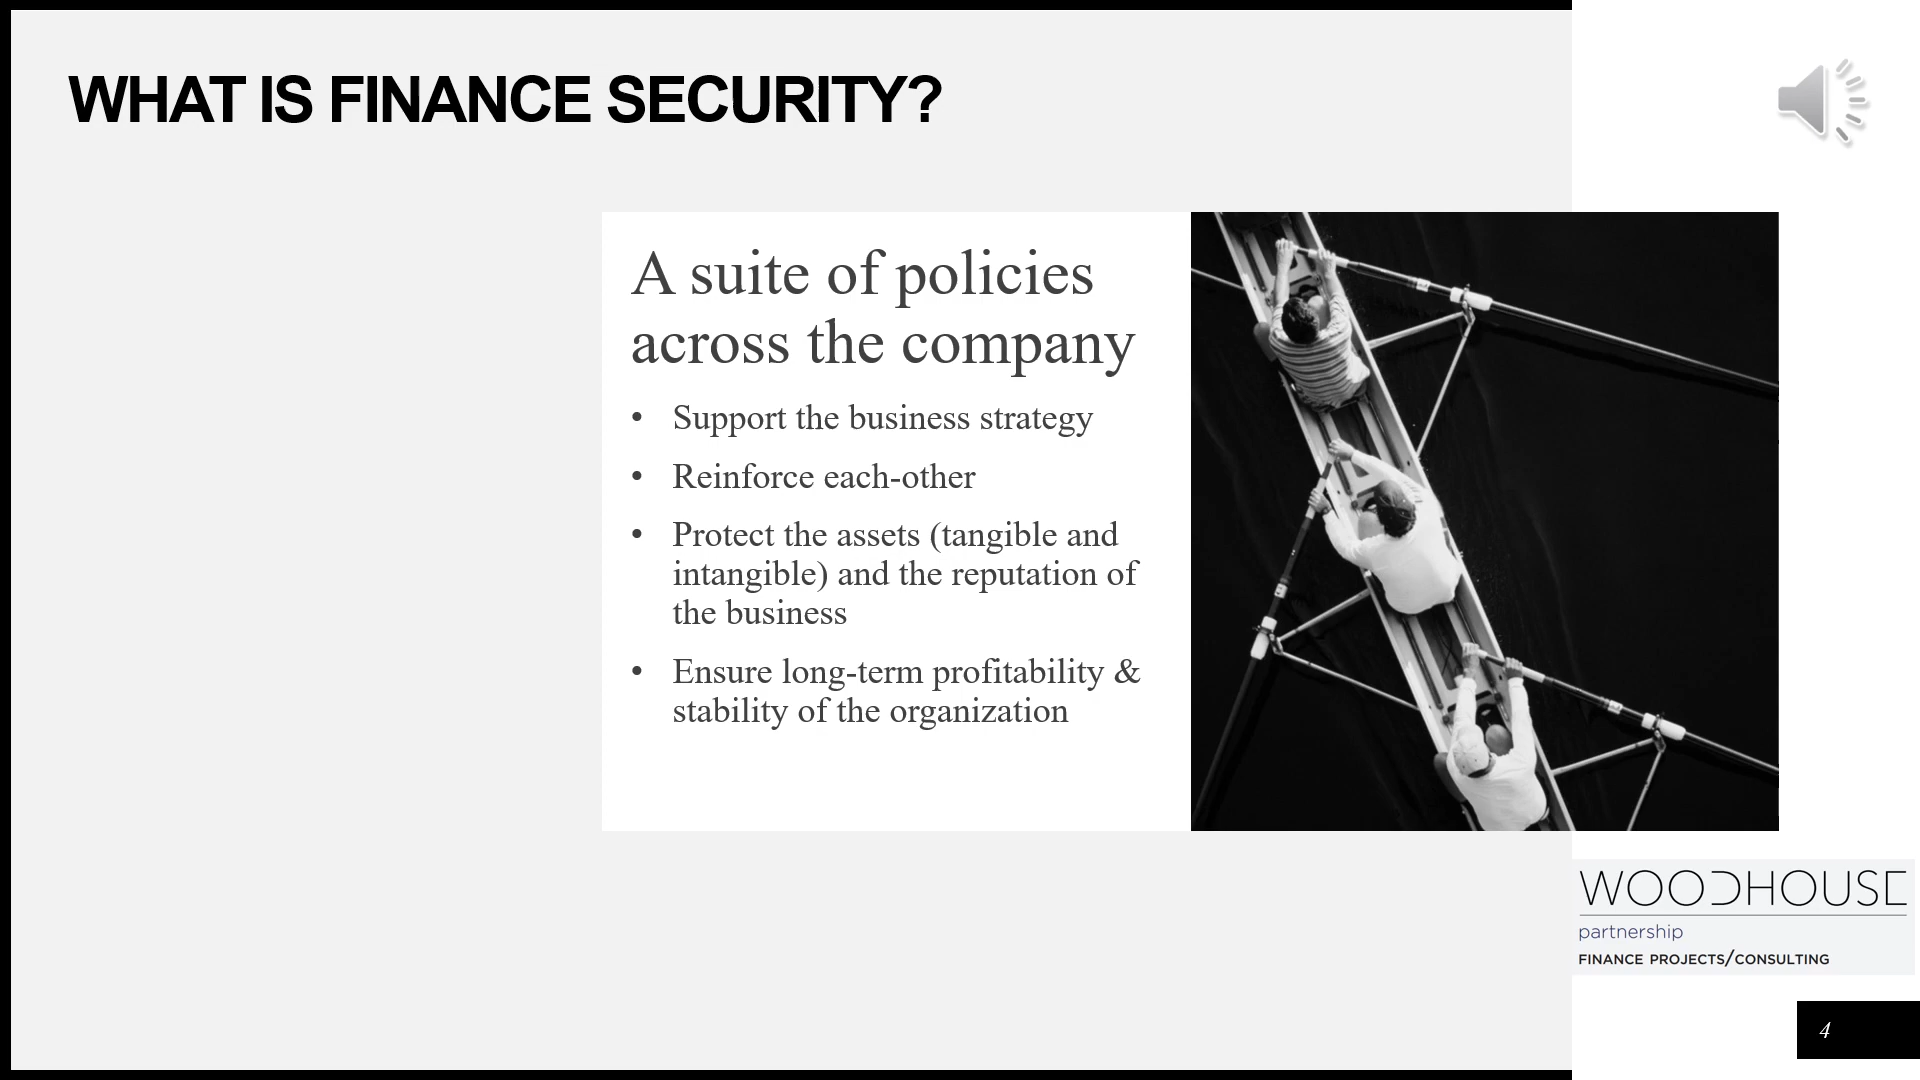 WHAT IS FINANCE SECURITY?
A suite of policies
across the company
• Support the business strategy
• Reinforce each-other
• Protect the assets (tangible and
intangible) and the reputation of
the business
• Ensure long-term profitability &
stability of the organization
WOODHOUSE
partnership
FINANCE PROJECTS/CONSULTING
4